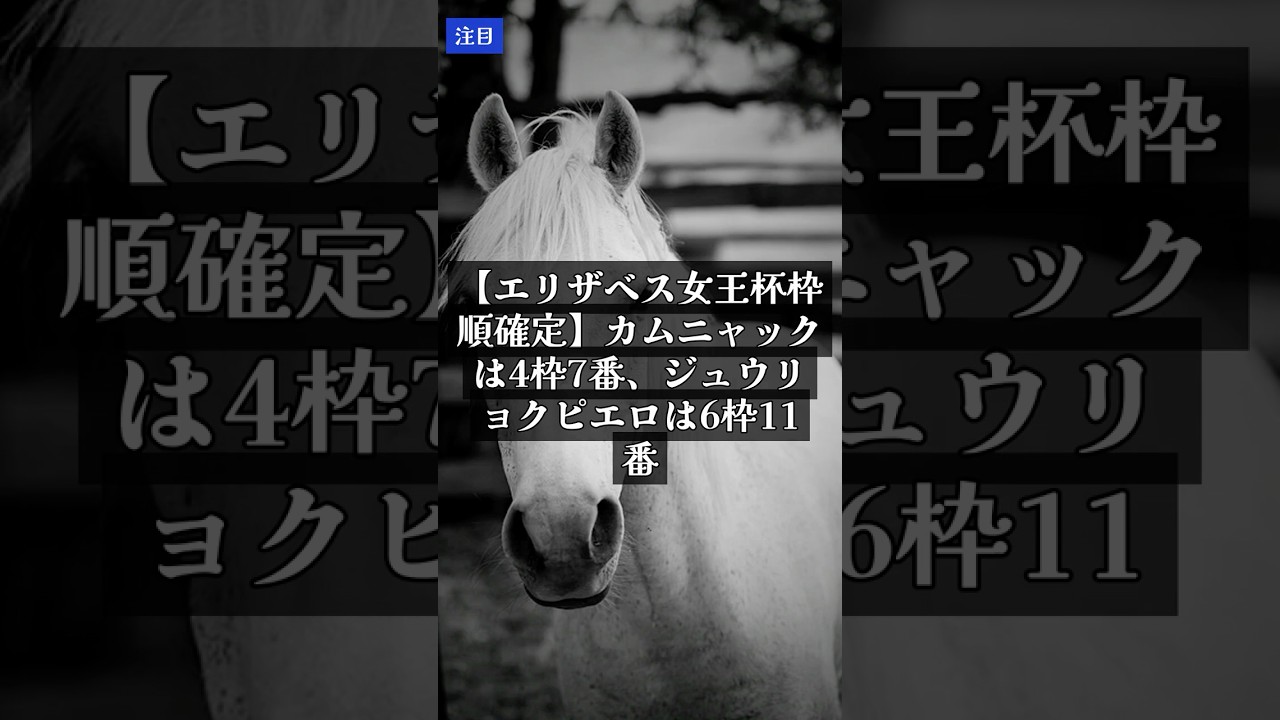 注目
【エリザベス女王杯枠
順確定】カムニャック
は4枠7番、ジュウリ
ョクピエロは6枠11
番